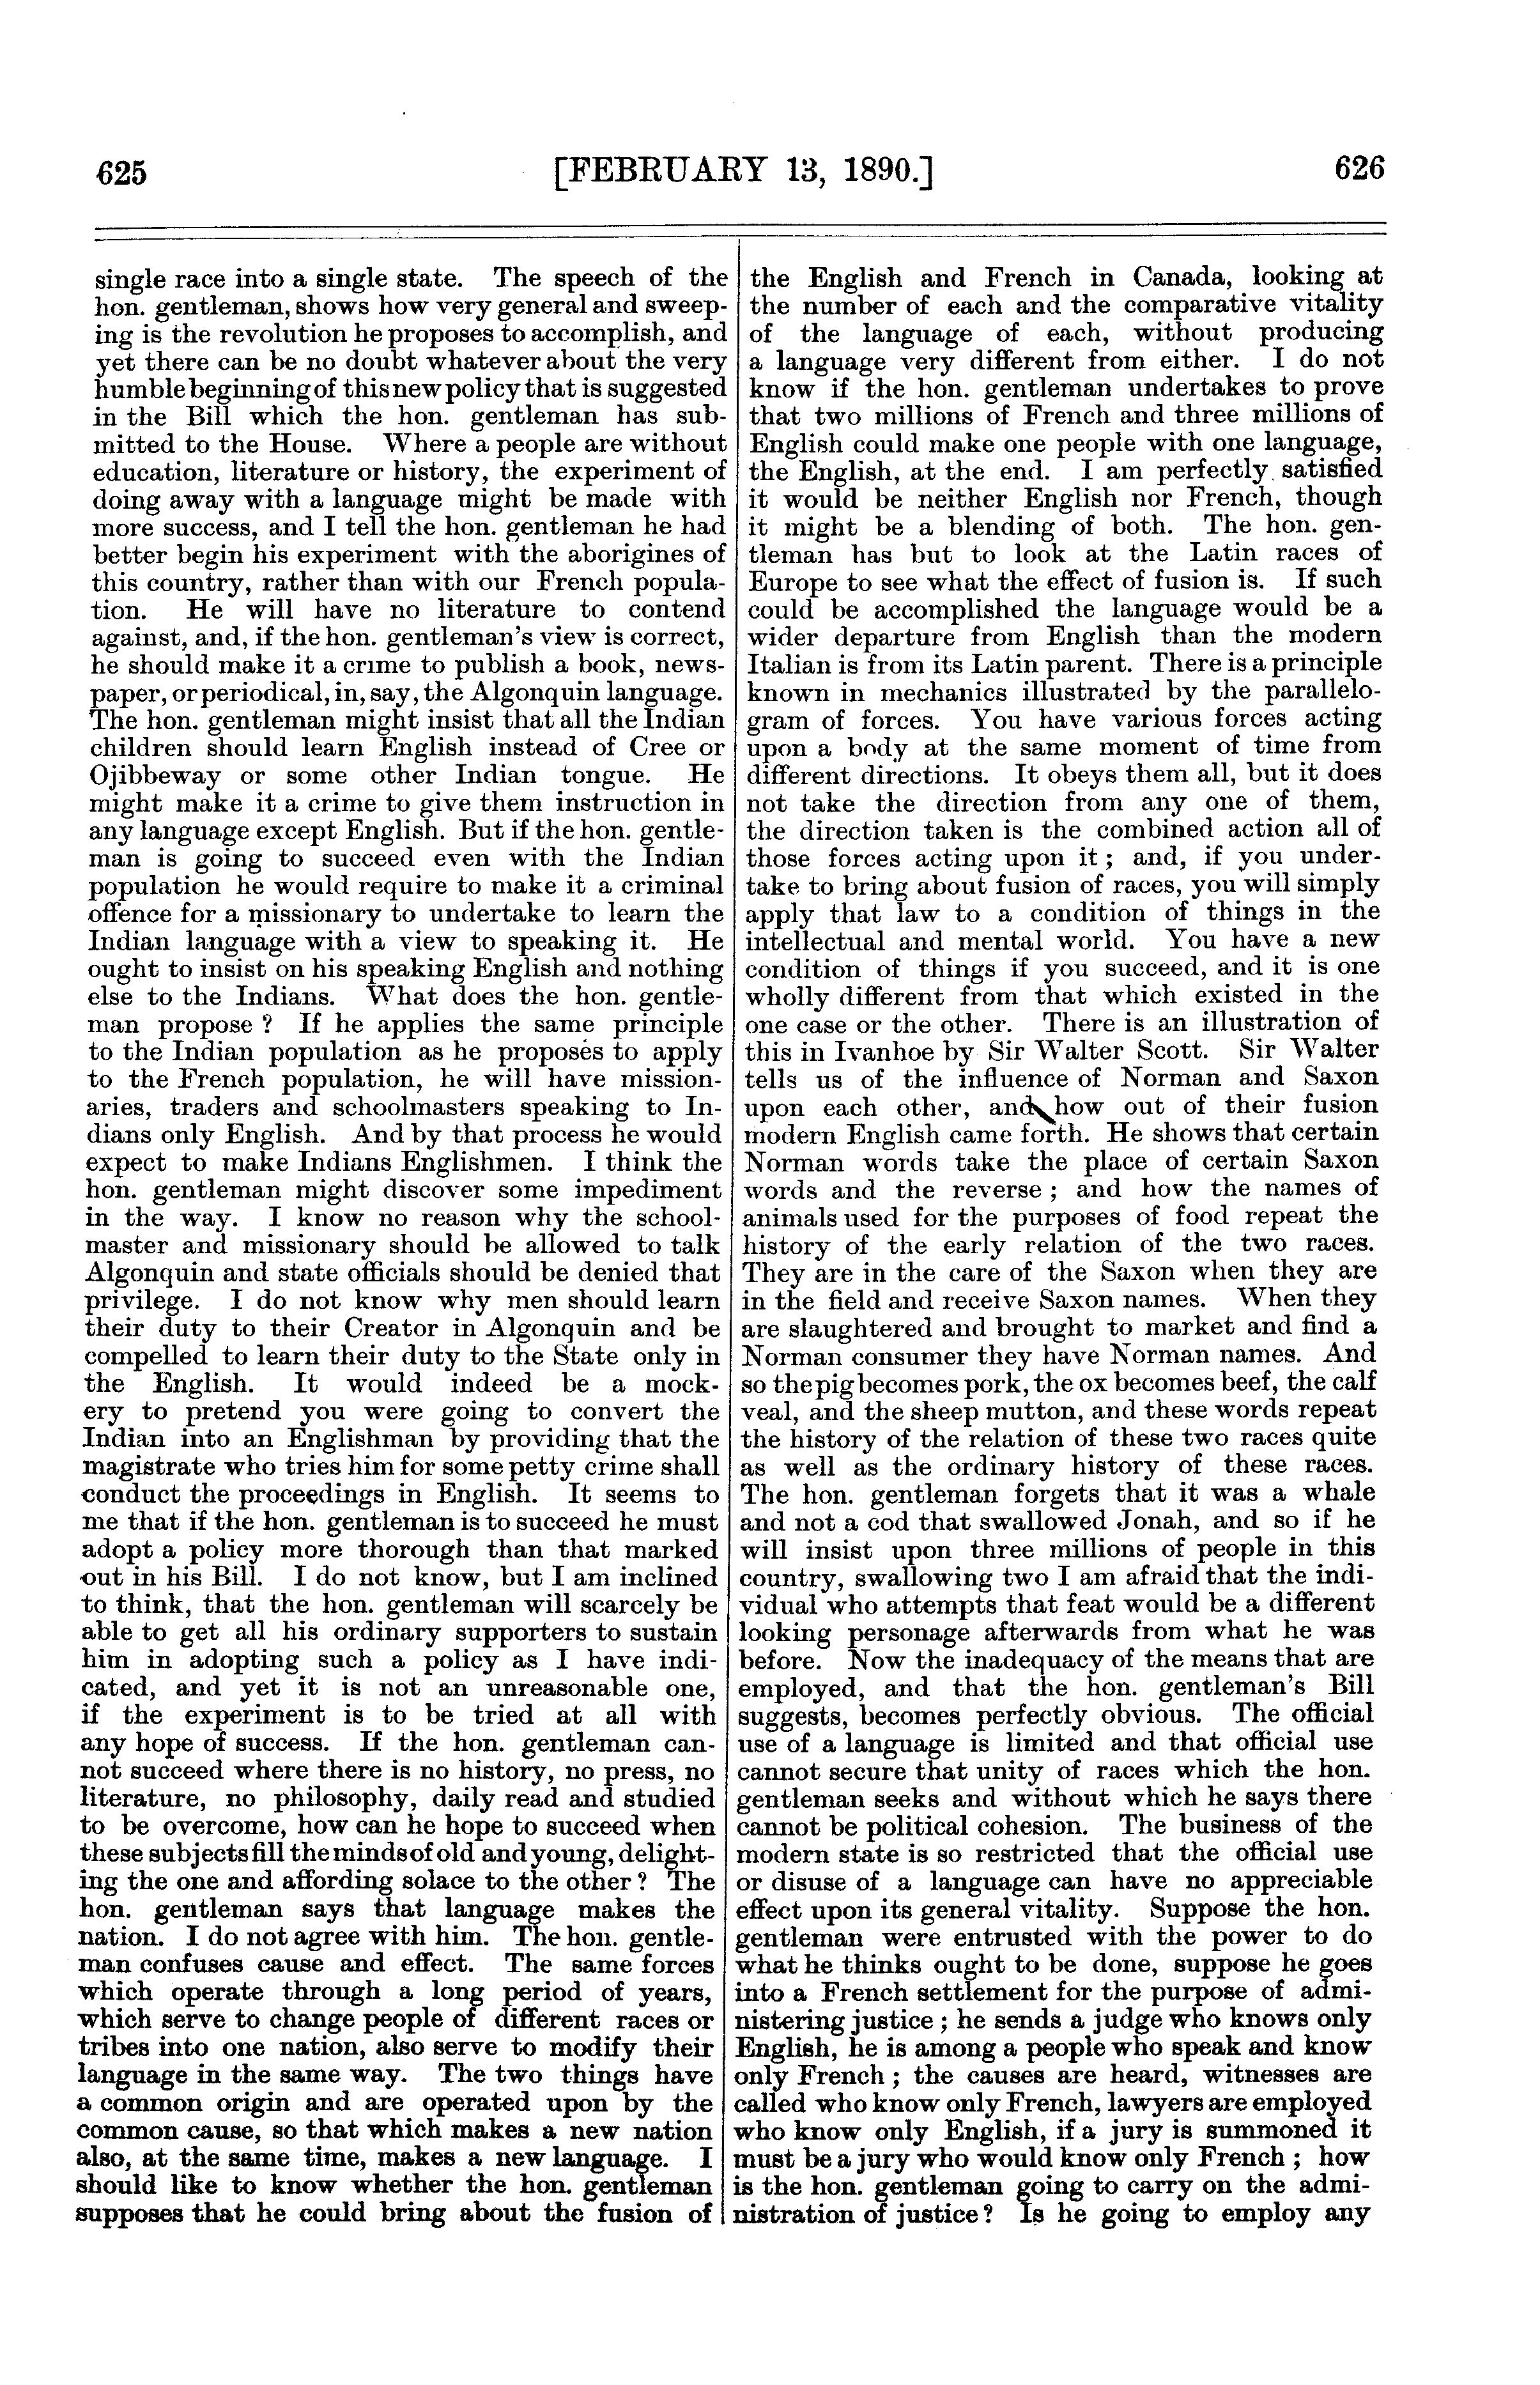 625
[FEBRUARY 13, 1890.]
626
single race into a single state. The speech of the
hon. gentleman, shows how very general and sweep-
ing is the revolution he proposes to accomplish, and
yet there can be no doubt whatever about the very
humble beginning of this new policy that is suggested
in the Bill which the hon. gentleman has sub-
mitted to the House. Where a people are without
education, literature or history, the experiment of
doing away with a language might be made with
more success, and I tell the hon. gentleman he had
better begin his experiment with the aborigines of
this country, rather than with our French popula-
tion. He will have no literature to contend
against, and, if the hon. gentleman's view is correct,
he should make it a crime to publish a book, news-
paper, or periodical, in, say, the Algonquin language.
The hon. gentleman might insist that all the Indian
children should learn English instead of Cree or
Ojibbeway or some other Indian tongue. He
might make it a crime to give them instruction in
any language except English. But if the hon. gentle-
man is going to succeed even with the Indian
population he would require to make it a criminal
offence for a missionary to undertake to learn the
Indian language with a view to speaking it. He
ought to insist on his speaking English and nothing
else to the Indians. What does the hon. gentle-
man propose? If he applies the same principle
to the Indian population as he proposes to apply
to the French population, he will have mission-
aries, traders and schoolmasters speaking to In-
dians only English. And by that process he would
expect to make Indians Englishmen. I think the
hon. gentleman might discover some impediment
in the way. I know no reason why the school-
master and missionary should be allowed to talk
Algonquin and state officials should be denied that
privilege. I do not know why men should learn
their duty to their Creator in Algonquin and be
compelled to learn their duty to the State only in
the English. It would indeed be a mock-
ery to pretend you were going to convert the
Indian into an Englishman by providing that the
magistrate who tries him for some petty crime shall
conduct the proceedings in English. It seems to
me that if the hon. gentleman is to succeed he must
adopt a policy more thorough than that marked
out in his Bill. I do not know, but I am inclined
to think, that the hon. gentleman will scarcely be
able to get all his ordinary supporters to sustain
him in adopting such a policy as I have indi-
cated, and yet it is not an unreasonable one,
if the experiment is to be tried at all with
any hope of success. If the hon. gentleman can-
not succeed where there is no history, no press, no
literature, no philosophy, daily read and studied
to be overcome, how can he hope to succeed when
these subjects fill the minds of old and young, delight-
ing the one and affording solace to the other? The
hon. gentleman says that language makes the
nation. I do not agree with him. The hon. gentle-
man confuses cause and effect. The same forces
which operate through a long period of years,
which serve to change people of different races or
tribes into one nation, also serve to modify their
language in the same way. The two things have
a common origin and are operated upon by the
common cause, so that which makes a new nation
also, at the same time, makes a new language. I
should like to know whether the hon. gentleman
supposes that he could bring about the fusion of
the English and French in Canada, looking at
the number of each and the comparative vitality
of the language of each, without producing
a language very different from either. I do not
know if the hon. gentleman undertakes to prove
that two millions of French and three millions of
English could make one people with one language,
the English, at the end. I am perfectly satisfied
it would be neither English nor French, though
it might be a blending of both. The hon. gen-
tleman has but to look at the Latin races of
Europe to see what the effect of fusion is. If such
could be accomplished the language would be a
wider departure from English than the modern
Italian is from its Latin parent. There is a principle
known in mechanics illustrated by the parallelo-
gram of forces. You have various forces acting
upon a body at the same moment of time from
different directions. It obeys them all, but it does
not take the direction from any one of them,
the direction taken is the combined action all of
those forces acting upon it; and, if you under-
take to bring about fusion of races, you will simply
apply that law to a condition of things in the
intellectual and mental world. You have a new
condition of things if you succeed, and it is one
wholly different from that which existed in the
one case or the other. There is an illustration of
this in Ivanhoe by Sir Walter Scott. Sir Walter
tells us of the influence of Norman and Saxon
upon each other, and how out of their fusion
modern English came forth. He shows that certain
Norman words take the place of certain Saxon
words and the reverse; and how the names of
animals used for the purposes of food repeat the
history of the early relation of the two races.
They are in the care of the Saxon when they are
in the field and receive Saxon names. When they
are slaughtered and brought to market and find a
Norman consumer they have Norman names. And
so the pig becomes pork, the ox becomes beef, the calf
veal, and the sheep mutton, and these words repeat
the history of the relation of these two races quite
as well as the ordinary history of these races.
The hon. gentleman forgets that it was a whale
and not a cod that swallowed Jonah, and so if he
will insist upon three millions of people in this
country, swallowing two I am afraid that the indi-
vidual who attempts that feat would be a different
looking personage afterwards from what he was
before. Now the inadequacy of the means that are
employed, and that the hon. gentleman's Bill
suggests, becomes perfectly obvious. The official
use of a language is limited and that official use
cannot secure that unity of races which the hon.
gentleman seeks and without which he says there
cannot be political cohesion. The business of the
modern state is so restricted that the official use
or disuse of a language can have no appreciable
effect upon its general vitality. Suppose the hon.
gentleman were entrusted with the power to do
what he thinks ought to be done, suppose he goes
into a French settlement for the purpose of admi-
nistering justice; he sends a judge who knows only
English, he is among a people who speak and know
only French; the causes are heard, witnesses are
called who know only French, lawyers are employed
who know only English, if a jury is summoned it
must be a jury who would know only French; how
is the hon. gentleman going to carry on the admi-
nistration of justice? Is he going to employ any